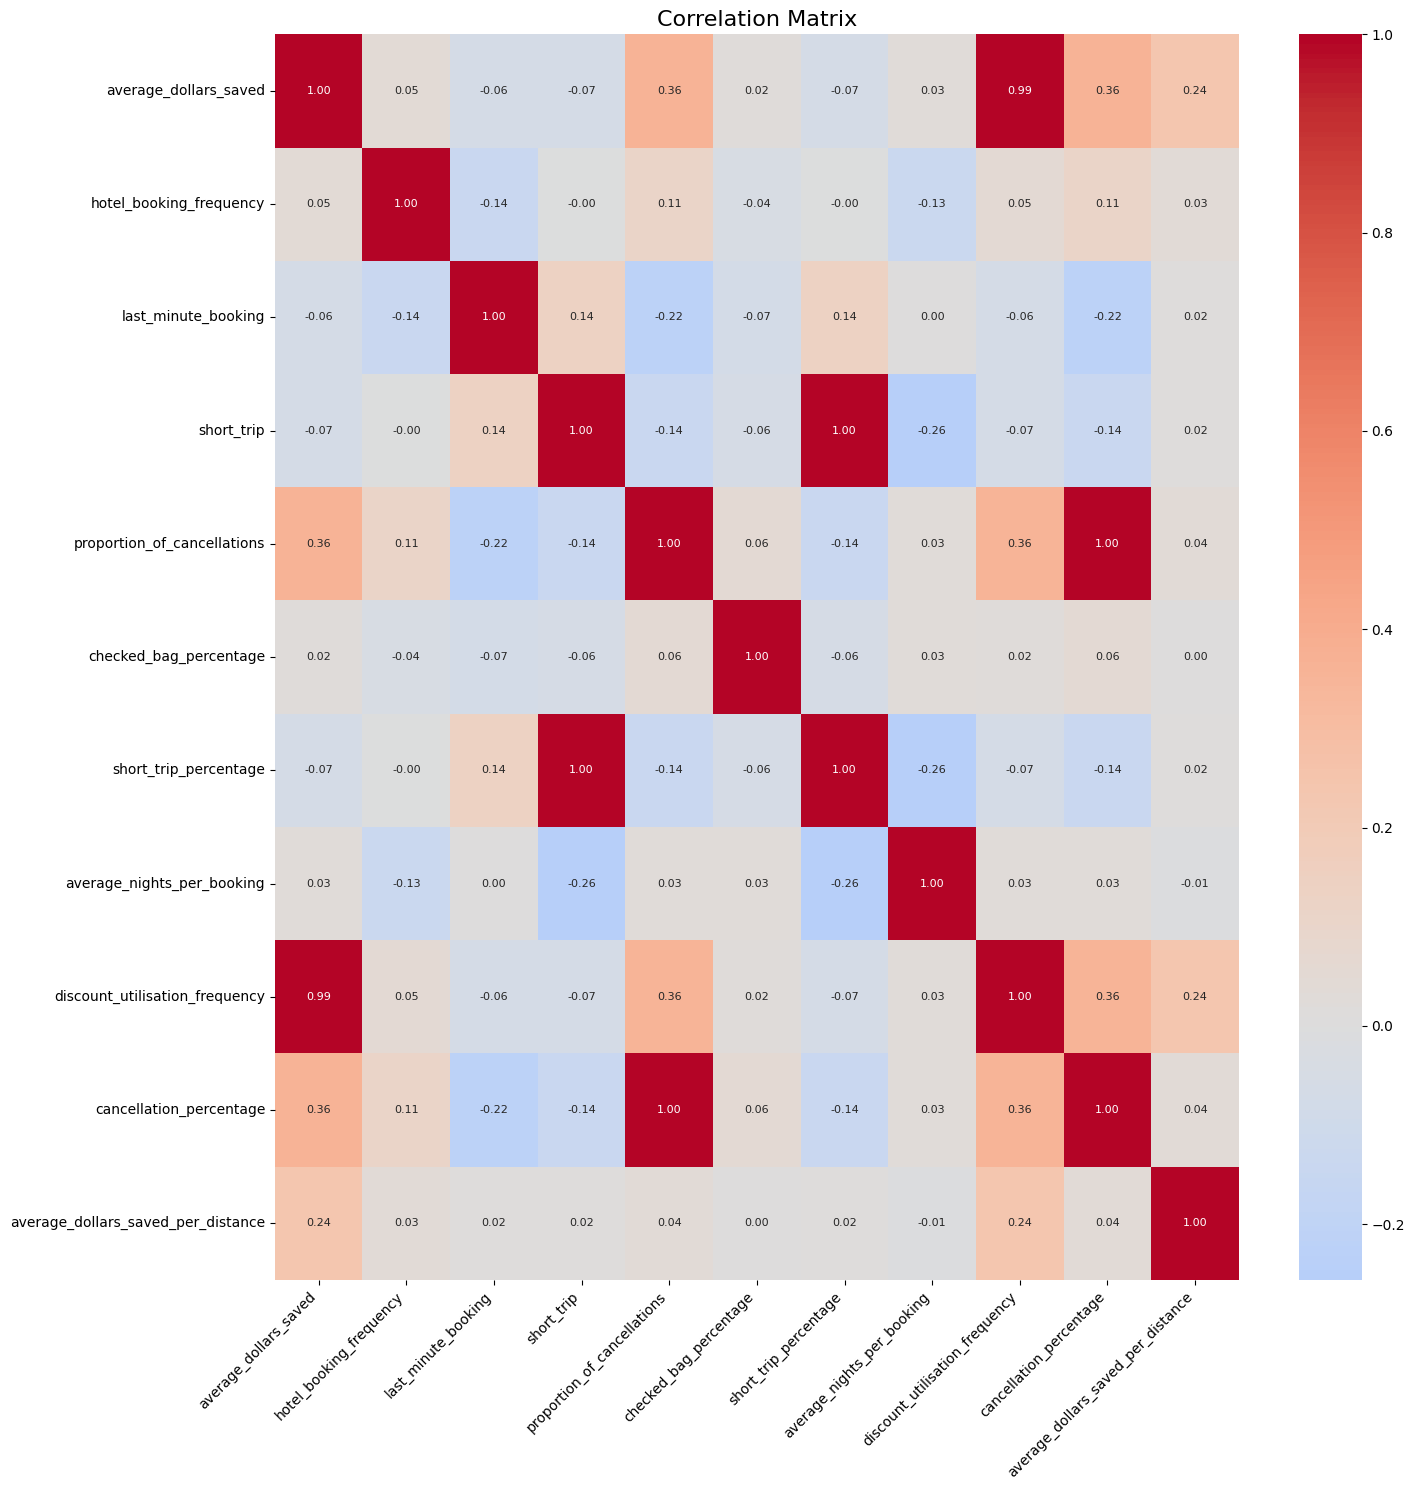 Correlation Matrix
average_dollars_saved 1.00 0.05 -0.06 -0.07 0.36 0.02 -0.07 0.03 0.99 0.36 0.24
hotel_booking_frequency 0.05 1.00 -0.14 -0.00 0.11 -0.04 -0.00 -0.13 0.05 0.11 0.03
last_minute_booking -0.06 -0.14 1.00 0.14 -0.22 -0.07 0.14 0.00 -0.06 -0.22 0.02
short_trip -0.07 -0.00 0.14 1.00 -0.14 -0.06 1.00 -0.26 -0.07 -0.14 0.02
proportion_of_cancellations 0.36 0.11 -0.22 -0.14 1.00 0.06 -0.14 0.03 0.36 1.00 0.04
checked_bag_percentage 0.02 -0.04 -0.07 -0.06 0.06 1.00 -0.06 0.03 0.02 0.06 0.00
short_trip_percentage -0.07 -0.00 0.14 1.00 -0.14 -0.06 1.00 -0.26 -0.07 -0.14 0.02
average_nights_per_booking 0.03 -0.13 0.00 -0.26 0.03 0.03 -0.26 1.00 0.03 0.03 -0.01
discount_utilisation_frequency 0.99 0.05 -0.06 -0.07 0.36 0.02 -0.07 0.03 1.00 0.36 0.24
cancellation_percentage 0.36 0.11 -0.22 -0.14 1.00 0.06 -0.14 0.03 0.36 1.00 0.04
average_dollars_saved_per_distance 0.24 0.03 0.02 0.02 0.04 0.00 0.02 -0.01 0.24 0.04 1.00
average_dollars_saved
hotel_booking_frequency
last_minute_booking
short_trip
proportion_of_cancellations
checked_bag_percentage
short_trip_percentage
average_nights_per_booking
discount_utilisation_frequency
cancellation_percentage
average_dollars_saved_per_distance
1.0
0.8
0.6
0.4
0.2
0.0
−0.2